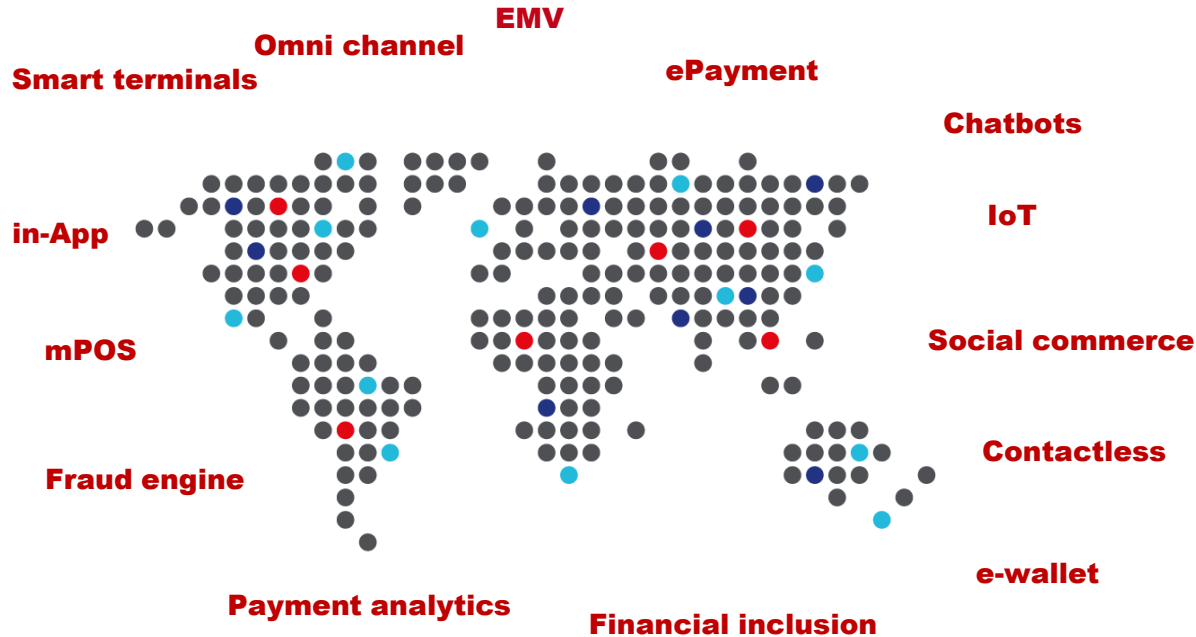 EMV
Omni channel
ePayment
Smart terminals
Chatbots
IoT
in-App
Social commerce
mPOS
Contactless
Fraud engine
e-wallet
Payment analytics
Financial inclusion